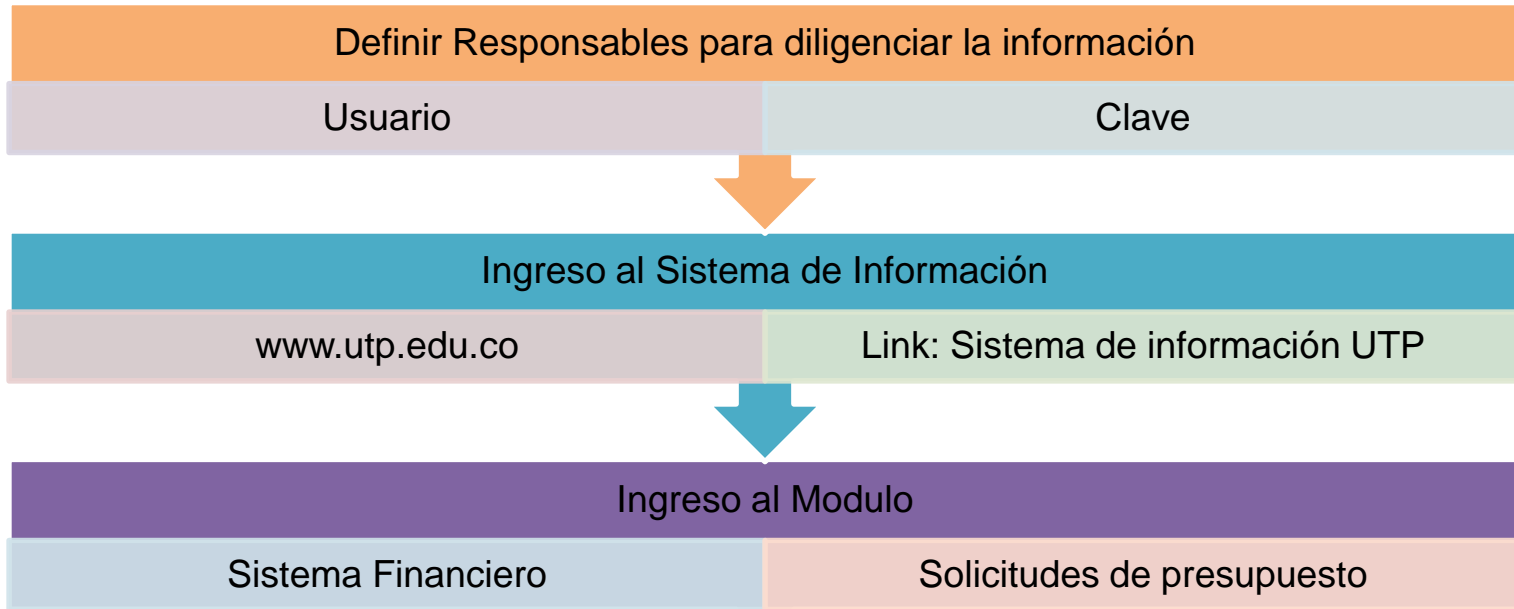 Definir Responsables para diligenciar la información
Usuario
Clave
Ingreso al Sistema de Información
www.utp.edu.co
Link: Sistema de información UTP
Ingreso al Modulo
Sistema Financiero
Solicitudes de presupuesto